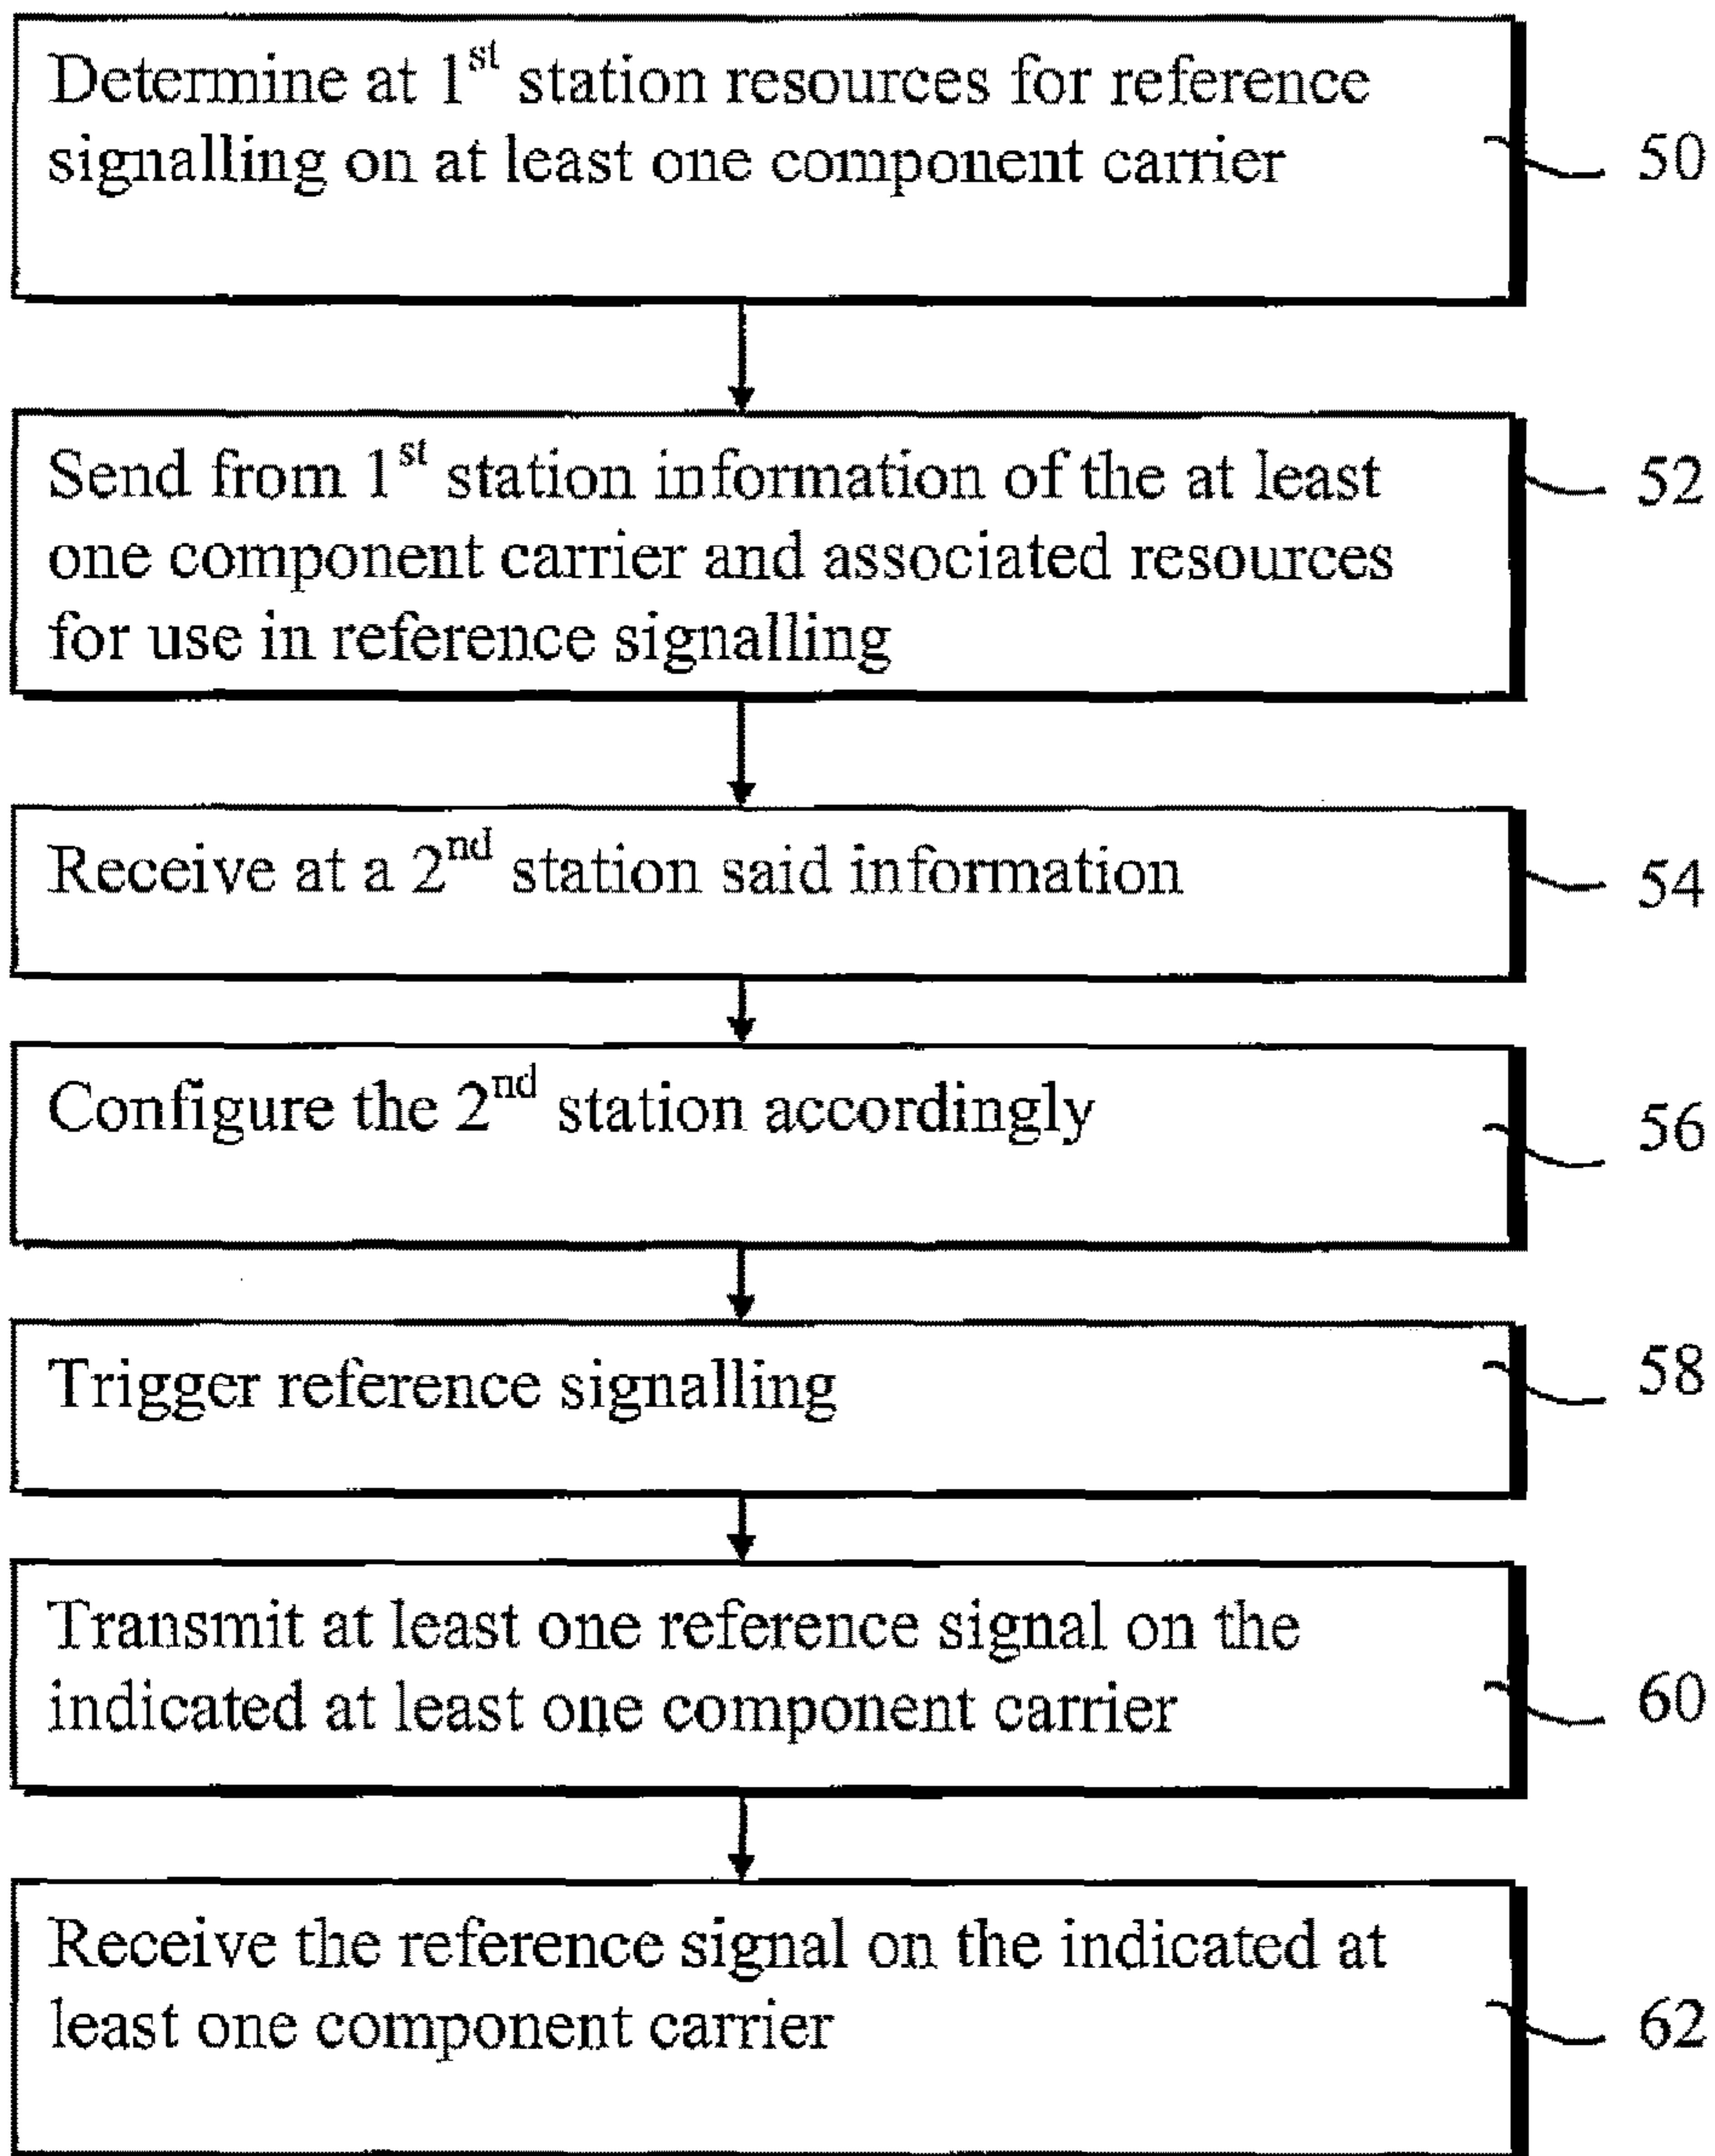 Determine at 1st station resources for reference
signalling on at least one component carrier
50
Send from 1st station information of the at least
one component carrier and associated resources
for use in reference signalling
52
Receive at a 2nd station said information
54
Configure the 2nd station accordingly
56
Trigger reference signalling
58
Transmit at least one reference signal on the
indicated at least one component carrier
60
Receive the reference signal on the indicated at
least one component carrier
62